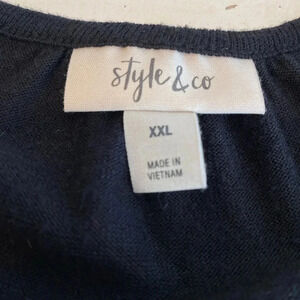 style & co
XXL
MADE IN
VIETNAM